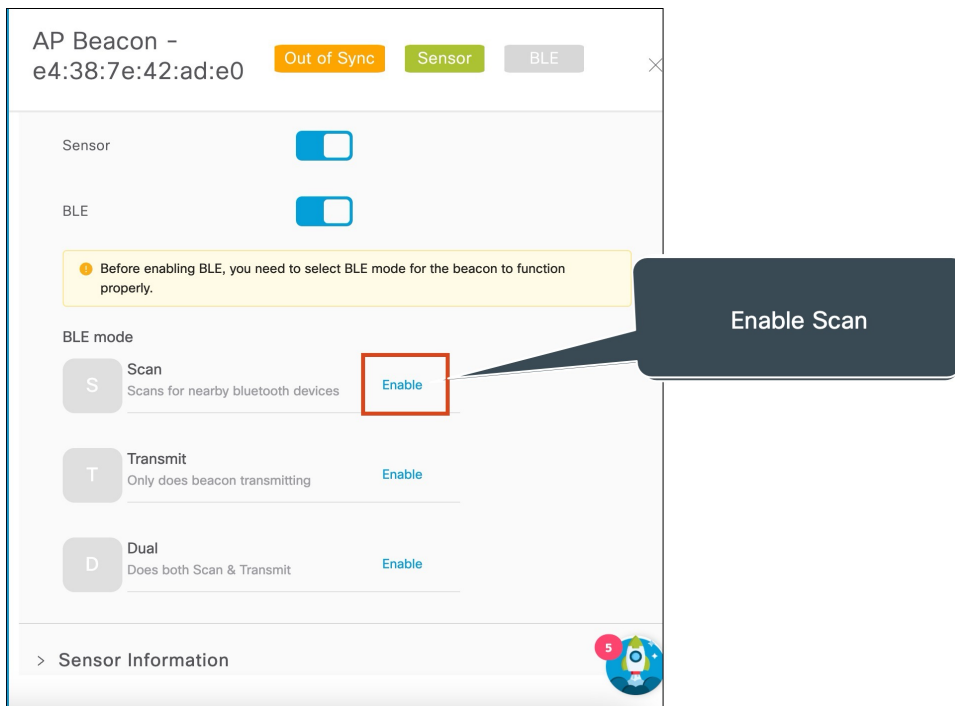 AP Beacon -
e4:38:7e:42:ad:e0
Out of Sync
Sensor
BLE
Sensor
BLE
Before enabling BLE, you need to select BLE mode for the beacon to function
properly.
BLE mode
S
Scan
Scans for nearby bluetooth devices
Enable
Enable Scan
T
Transmit
Only does beacon transmitting
Enable
D
Dual
Does both Scan & Transmit
Enable
> Sensor Information
5